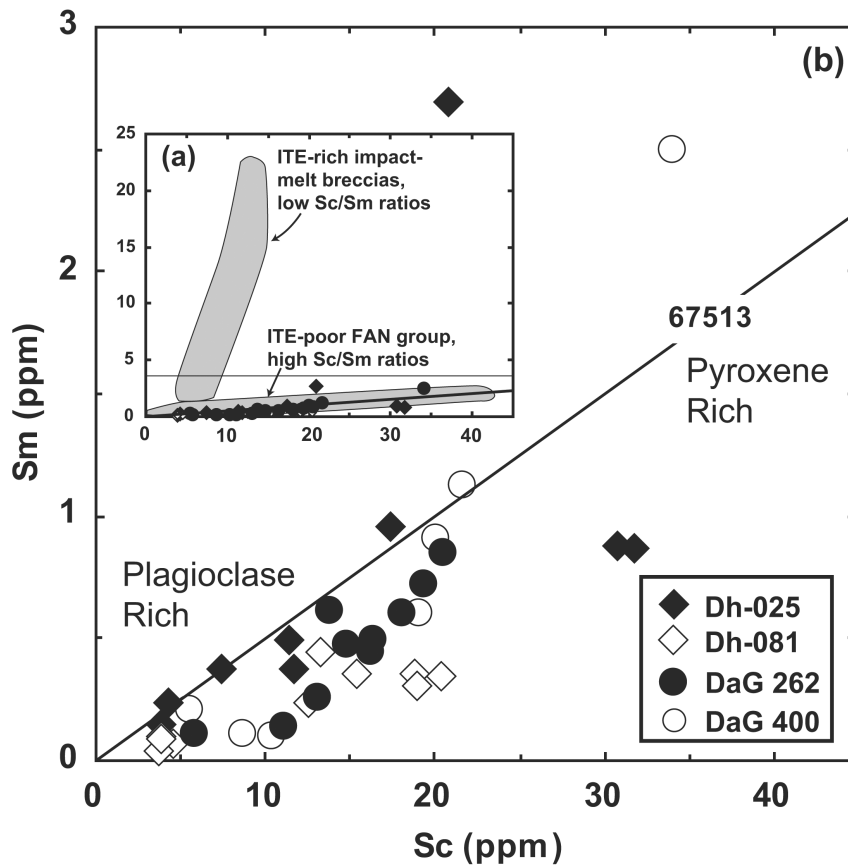 3
(b)
25
(a)
ITE-rich impact-
melt breccias,
low Sc/Sm ratios
20
15
10
ITE-poor FAN group,
high Sc/Sm ratios
5
0
0
10
20
30
40
2
67513
Pyroxene
Rich
Sm (ppm)
1
Plagioclase
Rich
Dh-025
Dh-081
DaG 262
DaG 400
0
0
10
20
30
40
Sc (ppm)